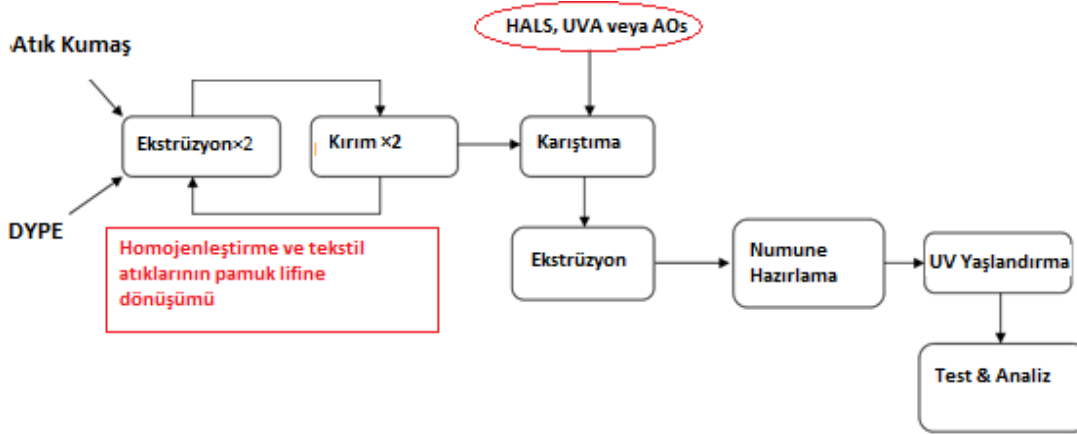 HALS, UVA veya AOs
Atık Kumaş
Ekstrüzyon×2
Kırım ×2
Karıştıma
DYPE
Homojenleştirme ve tekstil
atıklarının pamuk lifine
dönüşümü
Ekstrüzyon
Numune
Hazırlama
UV Yaşlandırma
Test & Analiz